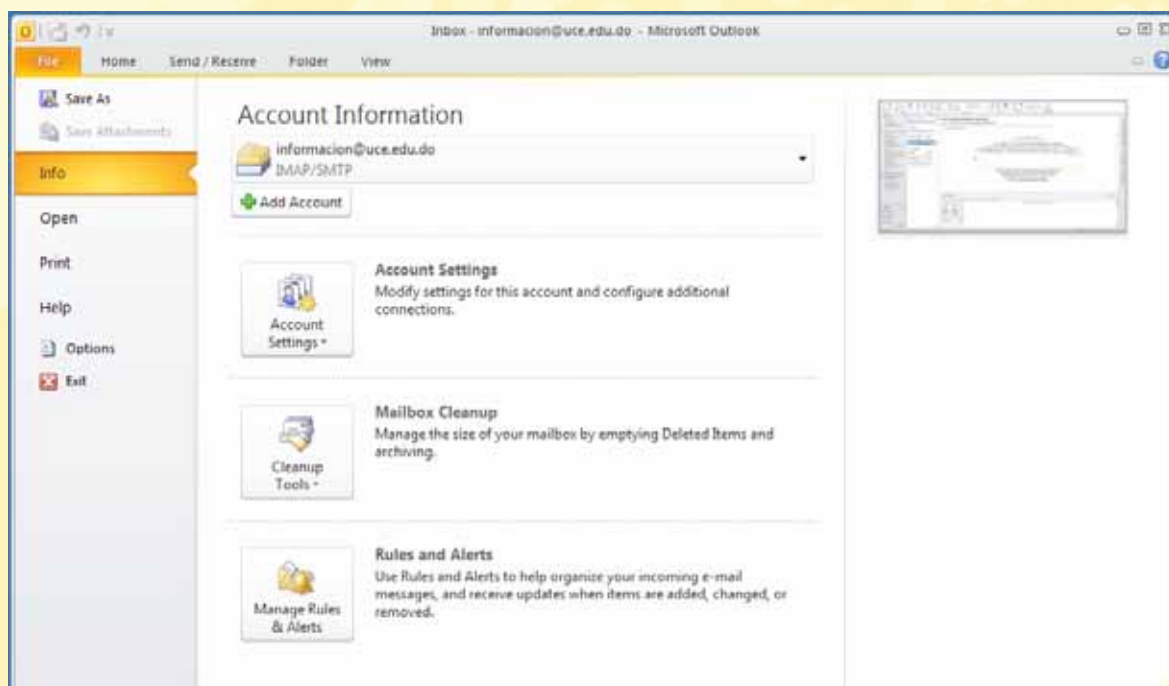 Inbox - informacion@uce.edu.do - Microsoft Outlook
File Home Send / Receive Folder View
Save As
Save Attachments
Info
Open
Print
Help
Options
Exit
Account Information
informacion@uce.edu.do
IMAP/SMTP
Add Account
Account Settings
Account Settings
Modify settings for this account and configure additional
connections.
Cleanup Tools
Mailbox Cleanup
Manage the size of your mailbox by emptying Deleted Items and
archiving.
Manage Rules & Alerts
Rules and Alerts
Use Rules and Alerts to help organize your incoming e-mail
messages, and receive updates when items are added, changed, or
removed.